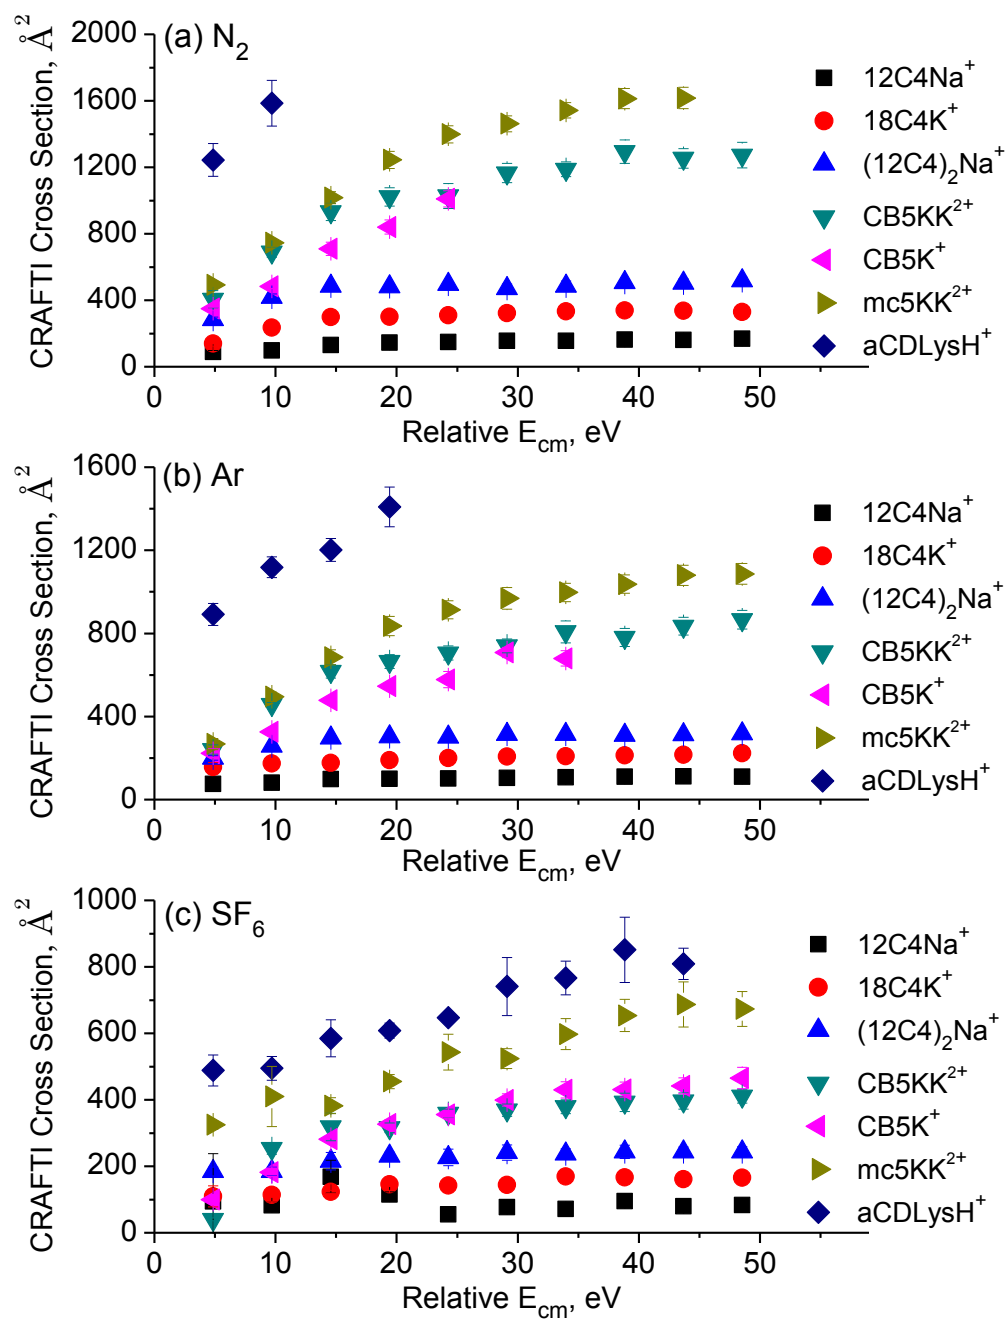 (a) N2
CRAFTI Cross Section, Å2
2000
1600
1200
800
400
0
0 10 20 30 40 50
Relative Ecm, eV
12C4Na+
18C4K+
(12C4)2Na+
CB5KK2+
CB5K+
mc5KK2+
aCDLysH+
(b) Ar
CRAFTI Cross Section, Å2
1600
1200
800
400
0
0 10 20 30 40 50
Relative Ecm, eV
12C4Na+
18C4K+
(12C4)2Na+
CB5KK2+
CB5K+
mc5KK2+
aCDLysH+
(c) SF6
CRAFTI Cross Section, Å2
1000
800
600
400
200
0
0 10 20 30 40 50
Relative Ecm, eV
12C4Na+
18C4K+
(12C4)2Na+
CB5KK2+
CB5K+
mc5KK2+
aCDLysH+